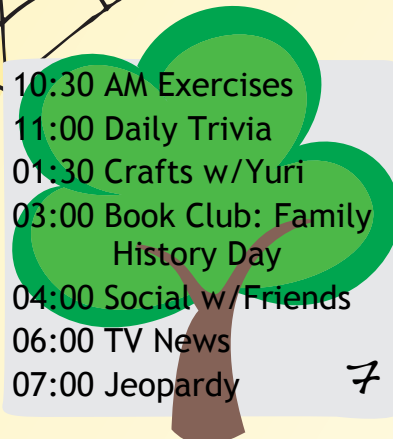 10:30 AM Exercises
11:00 Daily Trivia
01:30 Crafts w/Yuri
03:00 Book Club: Family
History Day
04:00 Social w/Friends
06:00 TV News
07:00 Jeopardy
7